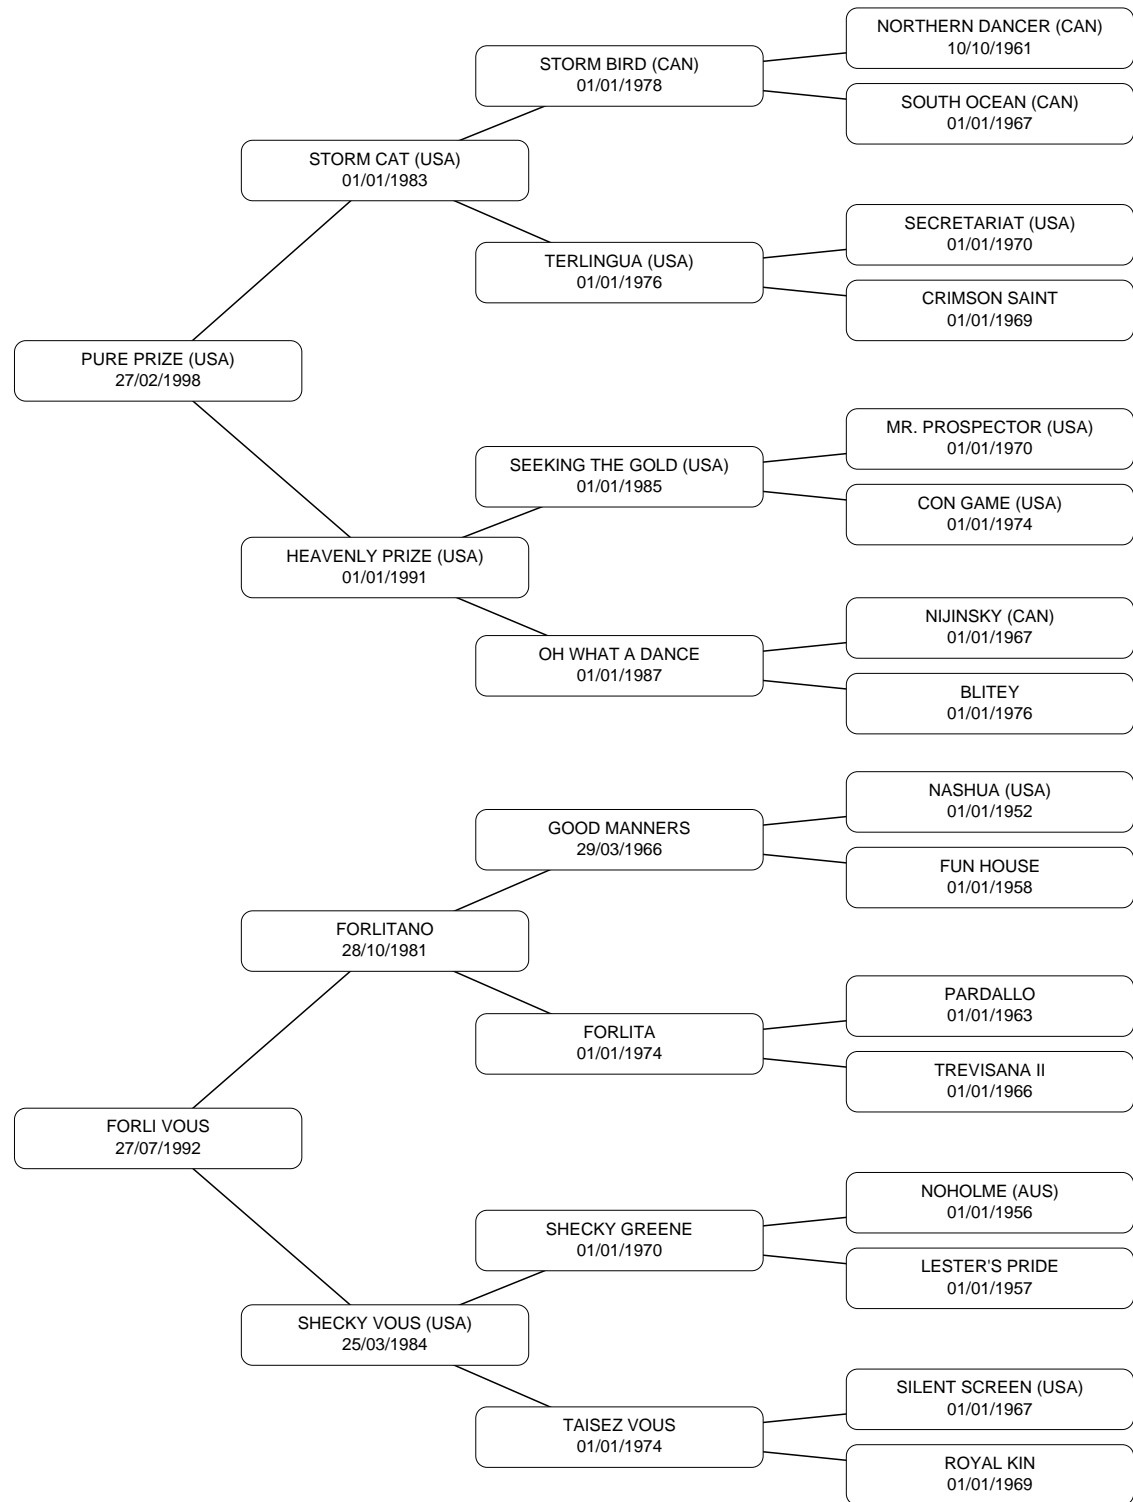 NORTHERN DANCER (CAN)
10/10/1961
STORM BIRD (CAN)
01/01/1978
SOUTH OCEAN (CAN)
01/01/1967
STORM CAT (USA)
01/01/1983
SECRETARIAT (USA)
01/01/1970
TERLINGUA (USA)
01/01/1976
CRIMSON SAINT
01/01/1969
PURE PRIZE (USA)
27/02/1998
MR. PROSPECTOR (USA)
01/01/1970
SEEKING THE GOLD (USA)
01/01/1985
CON GAME (USA)
01/01/1974
HEAVENLY PRIZE (USA)
01/01/1991
NIJINSKY (CAN)
01/01/1967
OH WHAT A DANCE
01/01/1987
BLITEY
01/01/1976
NASHUA (USA)
01/01/1952
GOOD MANNERS
29/03/1966
FUN HOUSE
01/01/1958
FORLITANO
28/10/1981
PARDALLO
01/01/1963
FORLITA
01/01/1974
TREVISANA II
01/01/1966
FORLI VOUS
27/07/1992
NOHOLME (AUS)
01/01/1956
SHECKY GREENE
01/01/1970
LESTER'S PRIDE
01/01/1957
SHECKY VOUS (USA)
25/03/1984
SILENT SCREEN (USA)
01/01/1967
TAISEZ VOUS
01/01/1974
ROYAL KIN
01/01/1969